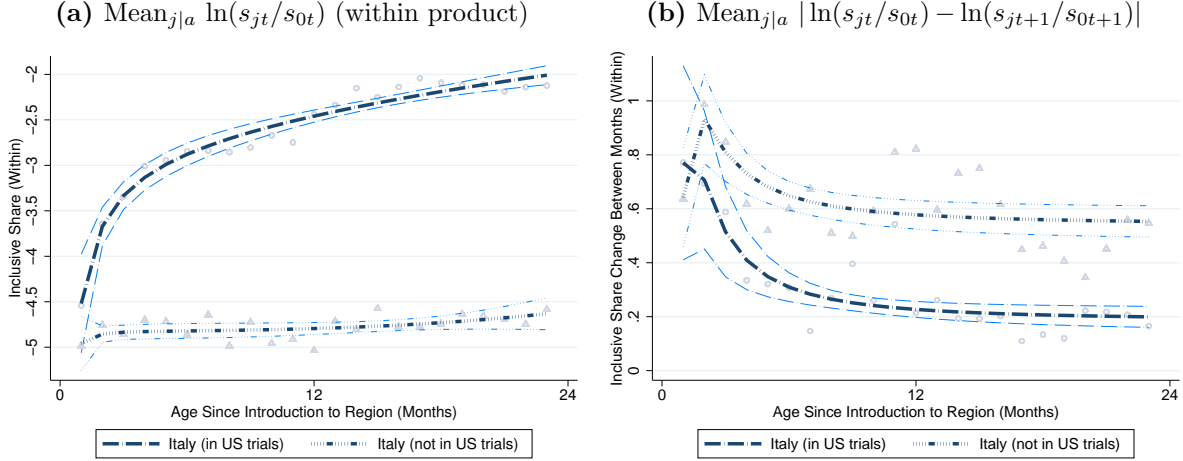 (a) Mean_{j|a} ln(s_{jt}/s_{0t}) (within product)
Inclusive Share (Within)
-2
-2.5
-3
-3.5
-4
-4.5
-5
0
12
24
Age Since Introduction to Region (Months)
Italy (in US trials)
Italy (not in US trials)
(b) Mean_{j|a} | ln(s_{jt}/s_{0t}) − ln(s_{jt+1}/s_{0t+1})|
Inclusive Share Change Between Months (Within)
1
.8
.6
.4
.2
0
0
12
24
Age Since Introduction to Region (Months)
Italy (in US trials)
Italy (not in US trials)